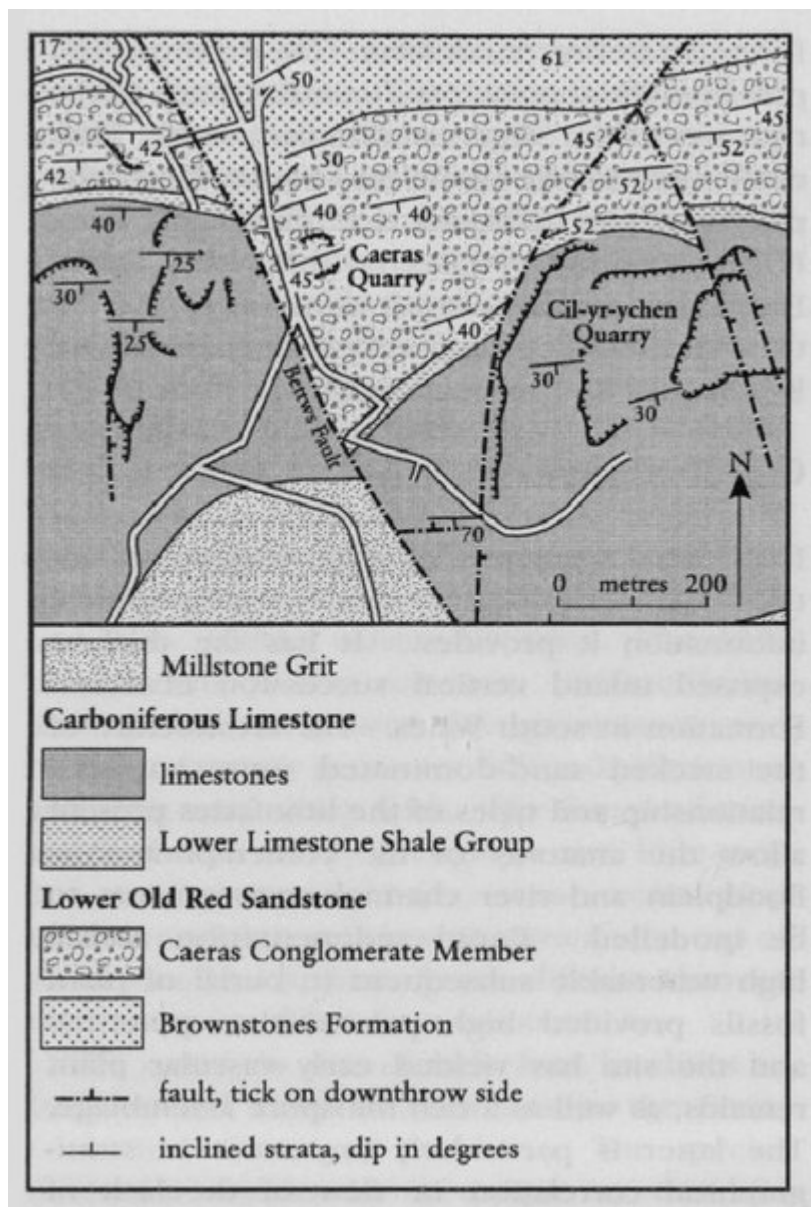 17
61
50
50
45
45
42
42
52
52
40
40
40
52
25
45
Caeras
Quarry
30
40
Cil-yr-ychen
Quarry
25
30
30
Bettws Fault
N
70
0 metres 200
Millstone Grit
Carboniferous Limestone
limestones
Lower Limestone Shale Group
Lower Old Red Sandstone
Caeras Conglomerate Member
Brownstones Formation
fault, tick on downthrow side
inclined strata, dip in degrees